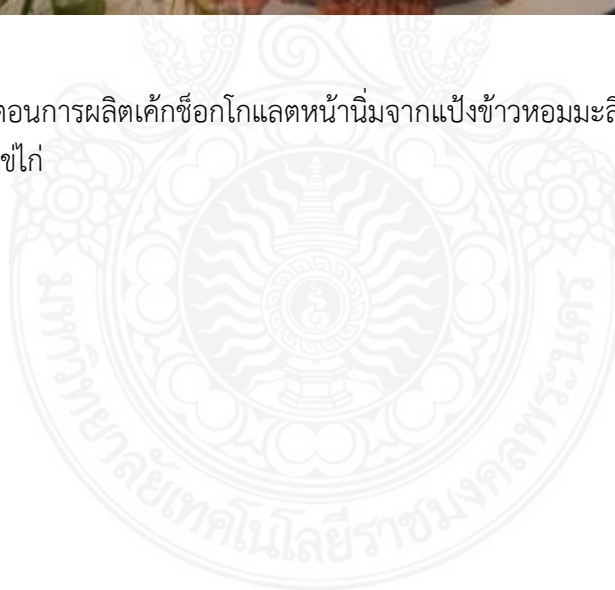 ตอนการผลิตเค้กช็อกโกแลตหน้านิ่มจากแป้งข้าวหอมมะลิ
ไข่ไก่
มหาวิทยาลัยเทคโนโลยีราชมงคลพระนคร